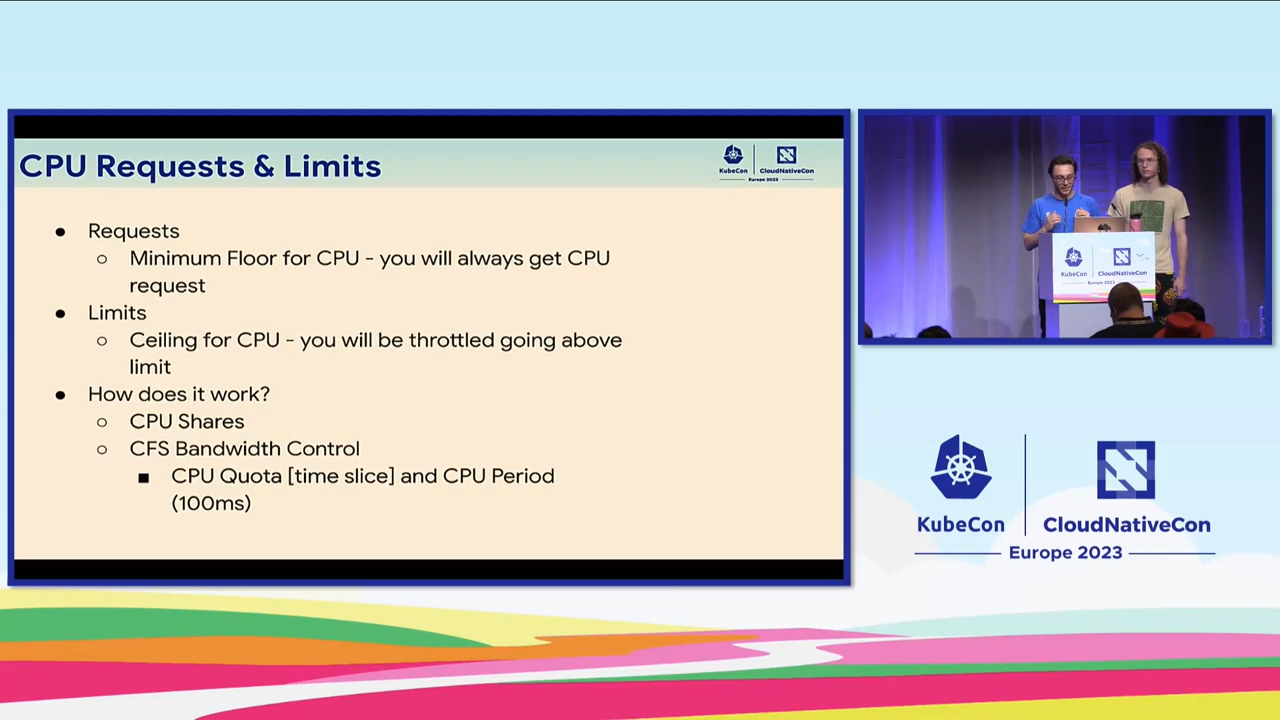 CPU Requests & Limits
KubeCon
CloudNativeCon
Europe 2023
● Requests
○ Minimum Floor for CPU - you will always get CPU
request
● Limits
○ Ceiling for CPU - you will be throttled going above
limit
● How does it work?
○ CPU Shares
○ CFS Bandwidth Control
■ CPU Quota [time slice] and CPU Period
(100ms)
KubeCon
CloudNativeCon
Europe 2023
KubeCon
CloudNativeCon
Europe 2023